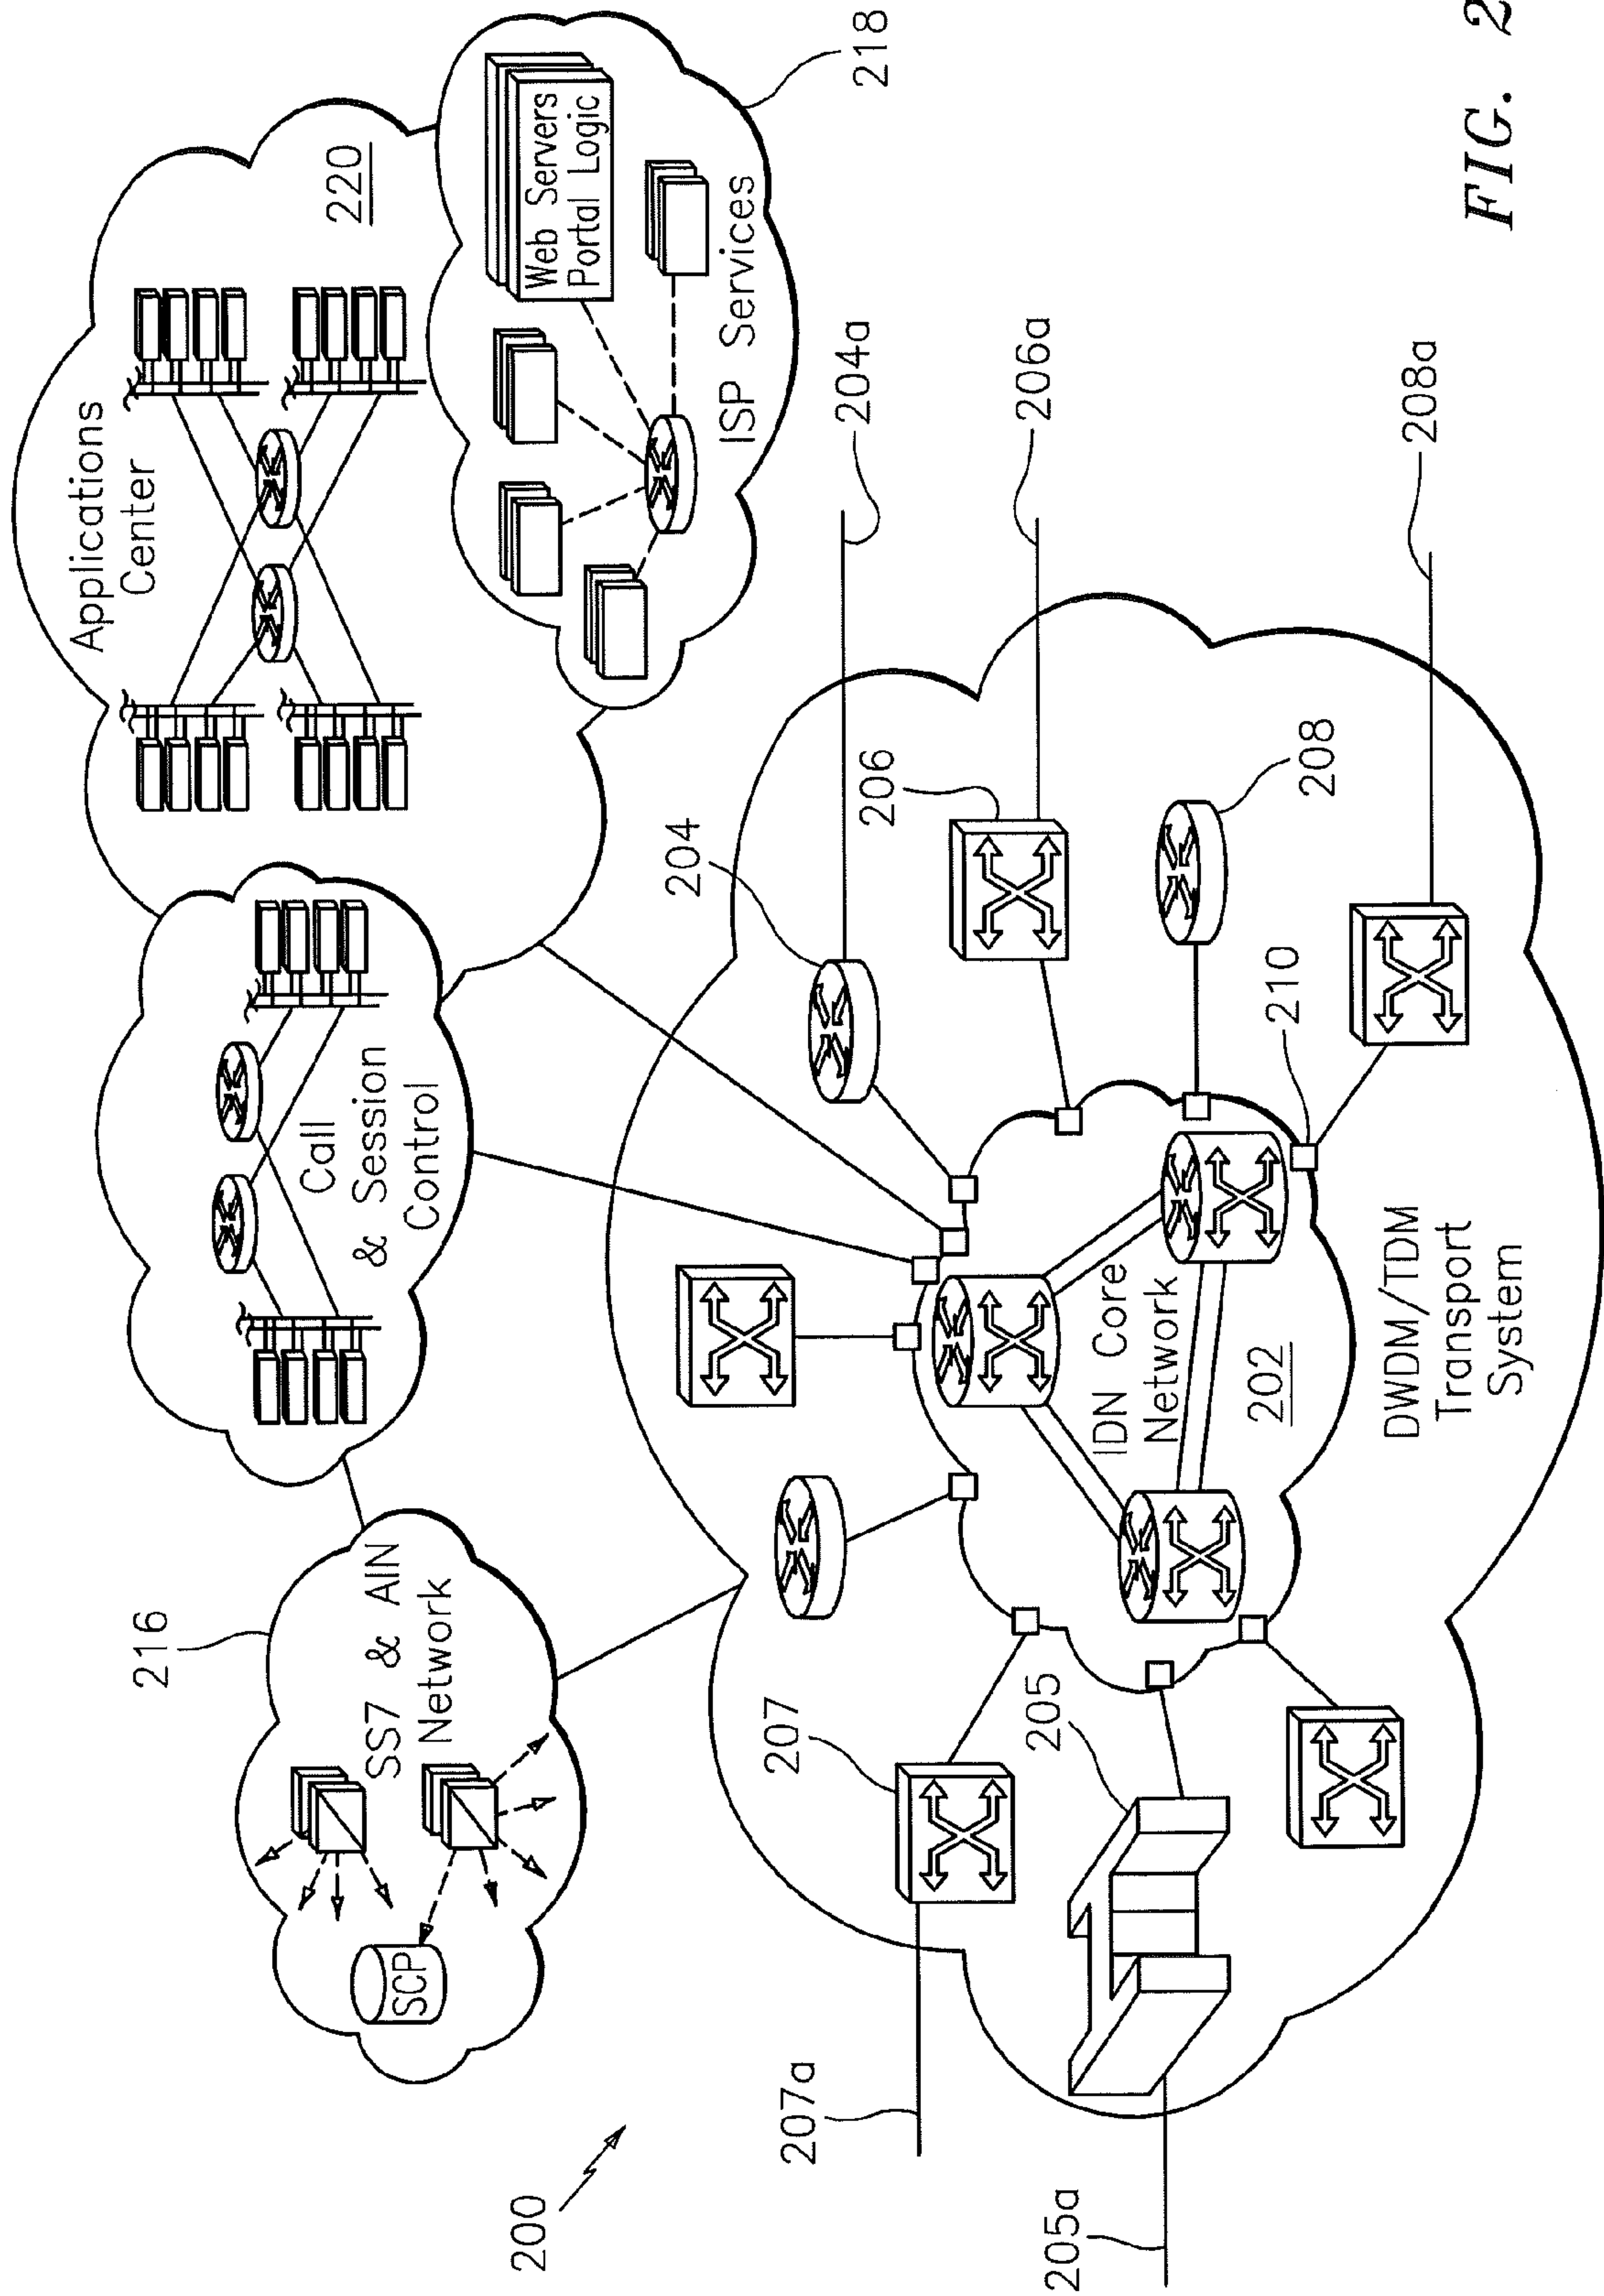 216
SS7 & AIN
Network
SCP
Call
& Session
Control
Applications
Center
220
Web Servers
Portal Logic
ISP Services
218
200
207a
207
205a
205
204
204a
206
206a
208
208a
210
IDN Core
Network
202
DWDM/TDM
Transport
System
FIG. 2